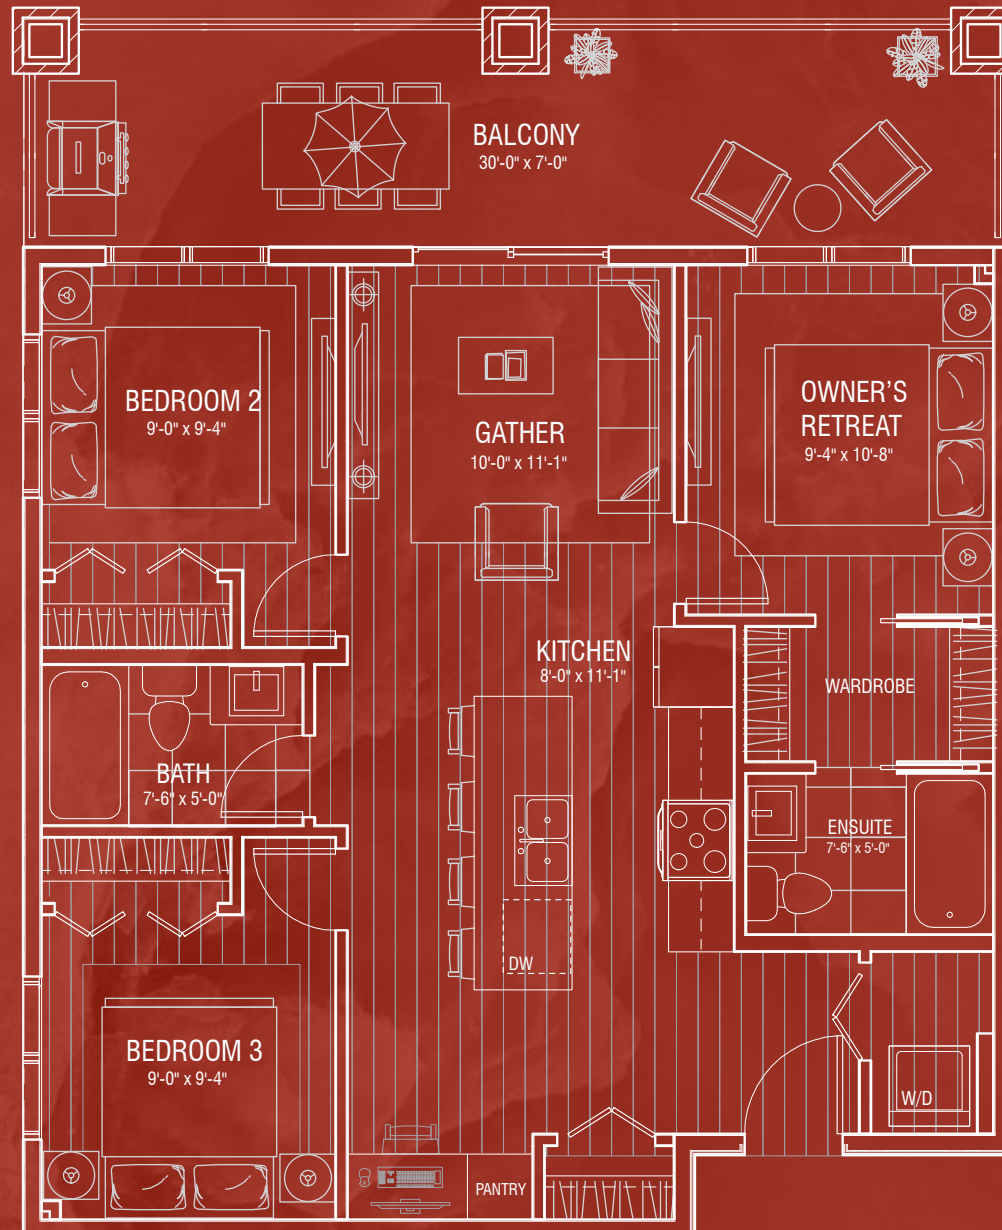 BALCONY
30'-0" x 7'-0"
BEDROOM 2
9'-0" x 9'-4"
GATHER
10'-0" x 11'-1"
OWNER'S
RETREAT
9'-4" x 10'-8"
KITCHEN
8'-0" x 11'-1"
WARDROBE
BATH
7'-6" x 5'-0"
ENSUITE
7'-6" x 5'-0"
DW
BEDROOM 3
9'-0" x 9'-4"
W/D
PANTRY